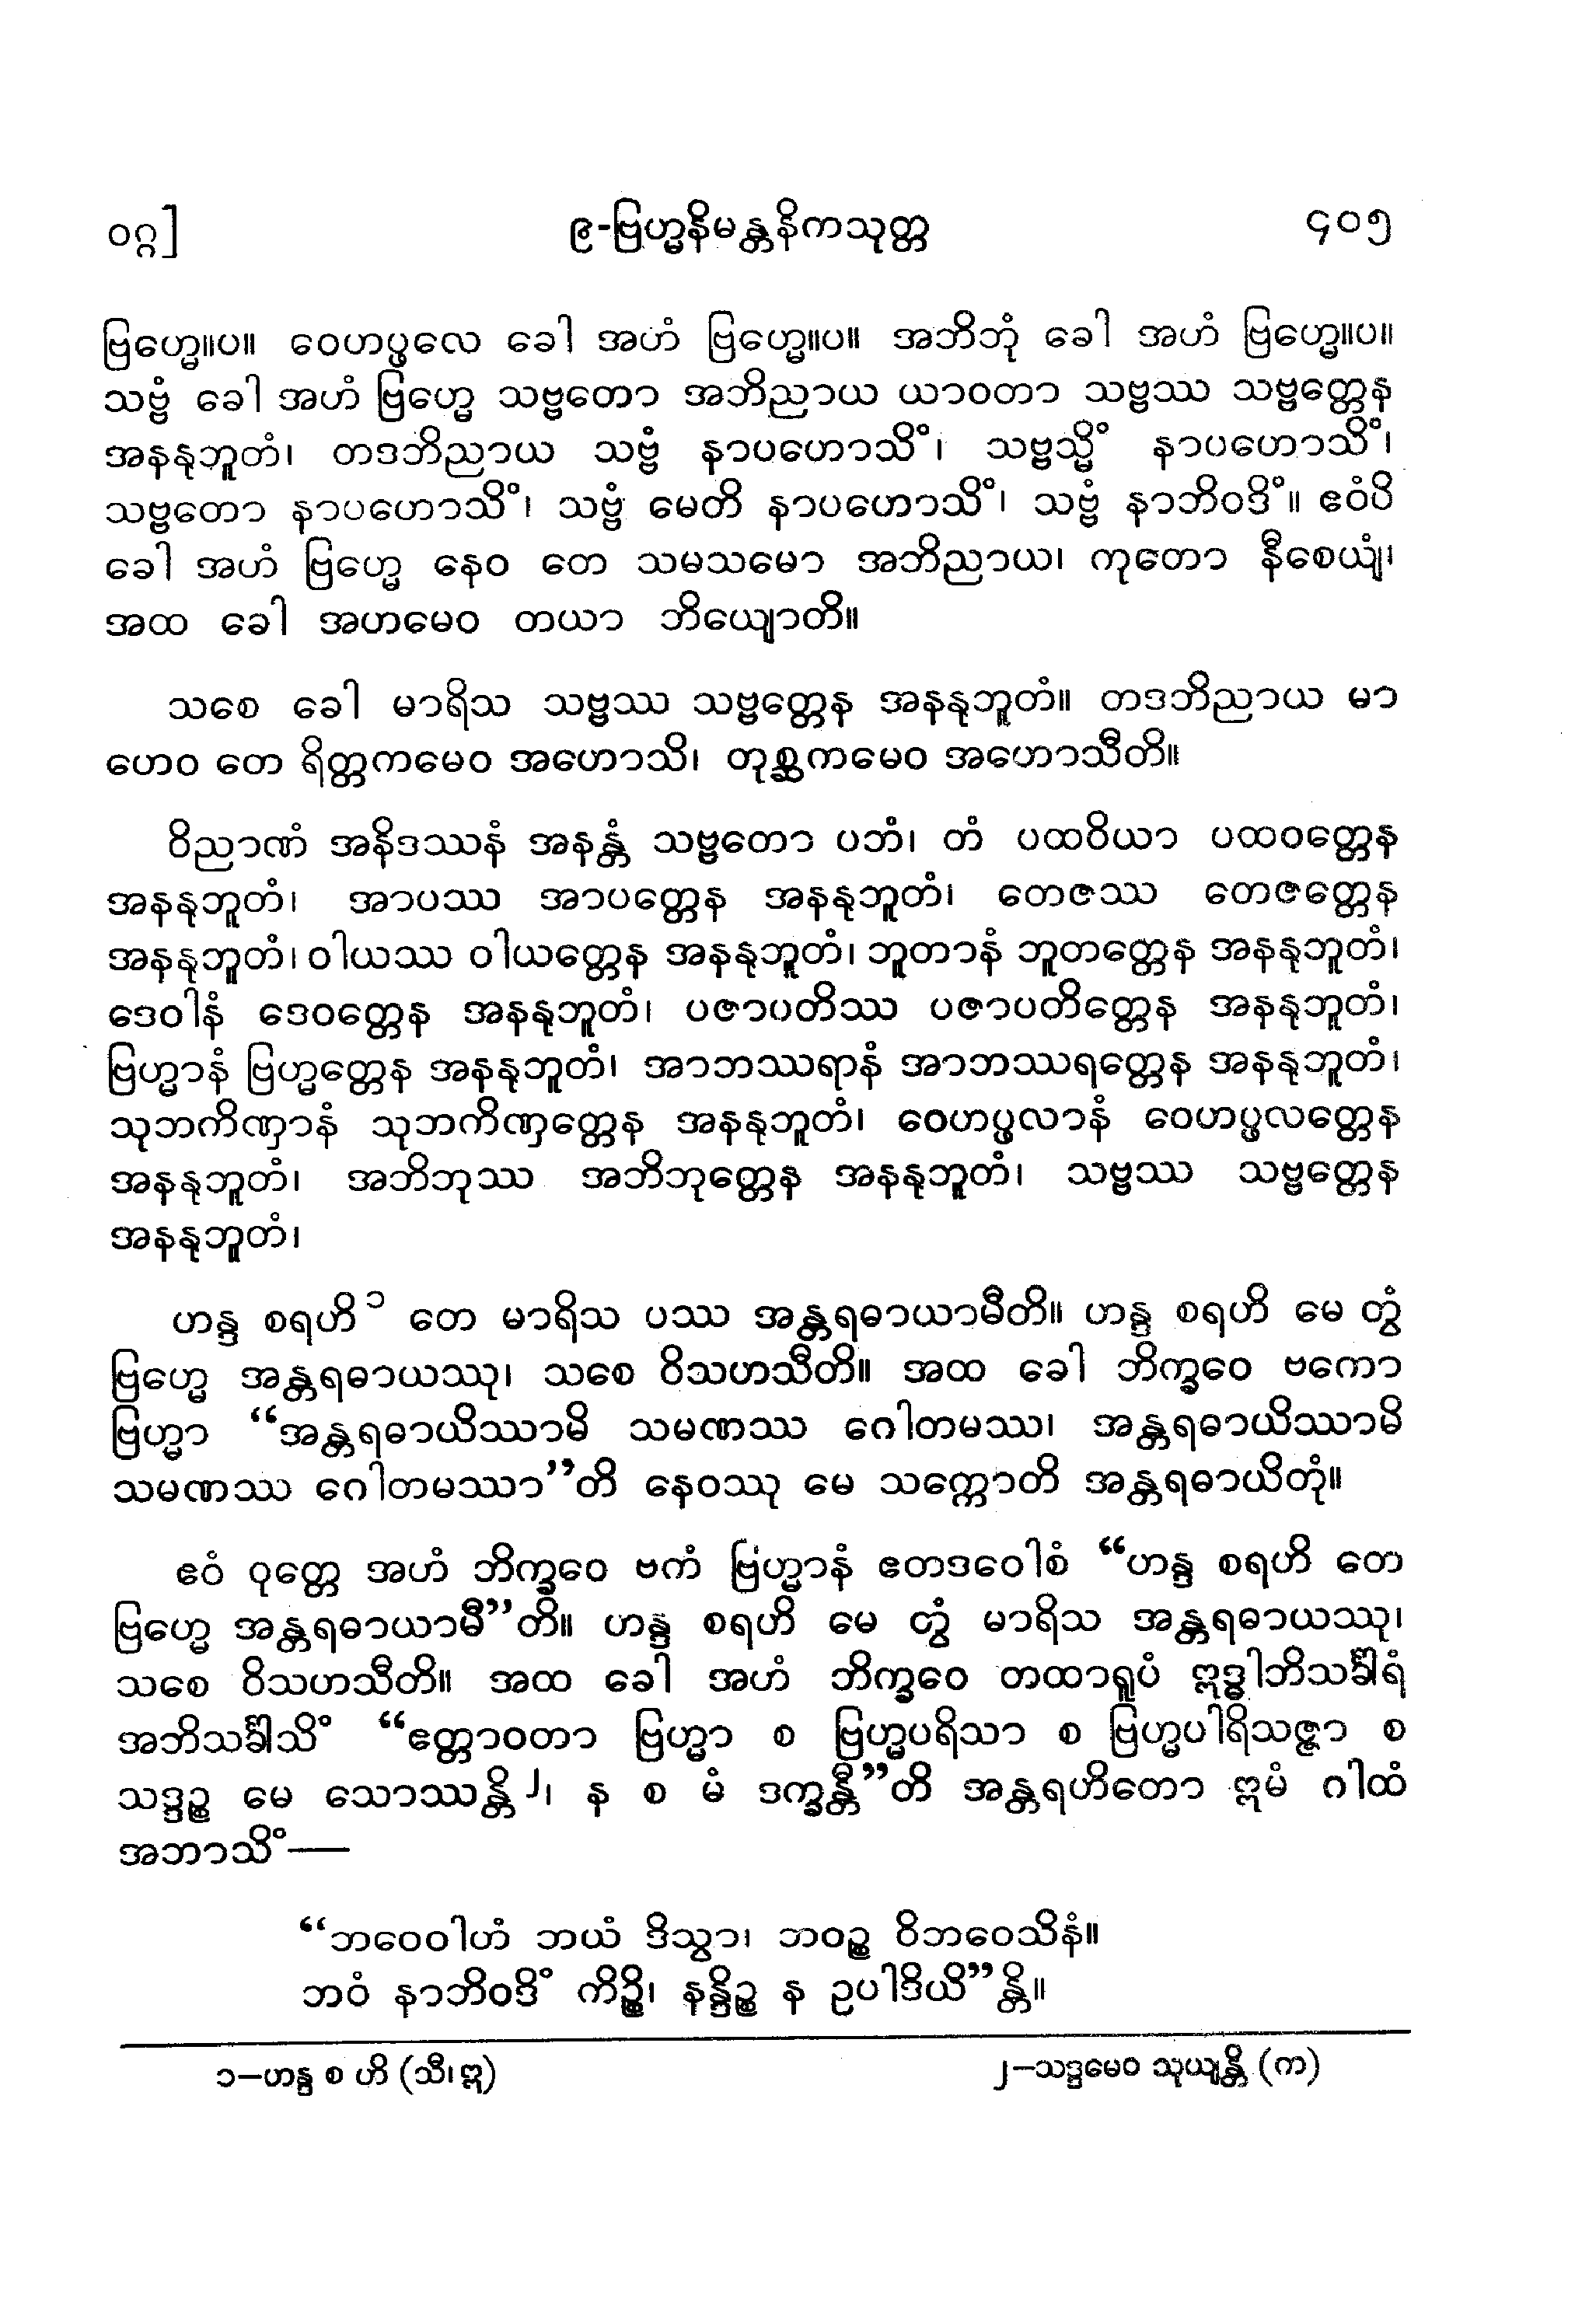 ၀ဂ္ဂ] ၉-ဗြဟ္မနိမန္တနိကသုတ္တ ၄၀၅
ဗြဟ္မေ။ပ။ ဝေဟပ္ဖလေ ခေါ အဟံ ဗြဟ္မေ။ပ။ အဘိဘုံ ခေါ အဟံ ဗြဟ္မေ။ပ။
သဗ္ဗံ ခေါ အဟံ ဗြဟ္မေ သဗ္ဗတော အဘိညာယ ယာဝတာ သဗ္ဗဿ သဗ္ဗတ္တေန
အနနုဘူတံ၊ တဒဘိညာယ သဗ္ဗံ နာပဟောသိံ၊ သဗ္ဗသ္မိံ နာပဟောသိံ၊
သဗ္ဗတော နာပဟောသိံ၊ သဗ္ဗံ မေတိ နာပဟောသိံ၊ သဗ္ဗံ နာဘိဝဒိံ။ ဧဝံပိ
ခေါ အဟံ ဗြဟ္မေ နေဝ တေ သမသမော အဘိညာယ၊ ကုတော နီစေယျံ၊
အထ ခေါ အဟမေဝ တယာ ဘိယျောတိ။
သစေ ခေါ မာရိသ သဗ္ဗဿ သဗ္ဗတ္တေန အနနုဘူတံ။ တဒဘိညာယ မာ
ဟေဝ တေ ရိတ္တကမေဝ အဟောသိ၊ တုစ္ဆကမေဝ အဟောသီတိ။
ဝိညာဏံ အနိဒဿနံ အနန္တံ သဗ္ဗတော ပဘံ၊ တံ ပထဝိယာ ပထဝတ္တေန
အနနုဘူတံ၊ အာပဿ အာပတ္တေန အနနုဘူတံ၊ တေဇဿ တေဇတ္တေန
အနနုဘူတံ၊ ဝါယဿ ဝါယတ္တေန အနနုဘူတံ၊ ဘူတာနံ ဘူတတ္တေန အနနုဘူတံ၊
ဒေဝါနံ ဒေဝတ္တေန အနနုဘူတံ၊ ပဇာပတိဿ ပဇာပတိတ္တေန အနနုဘူတံ၊
ဗြဟ္မာနံ ဗြဟ္မတ္တေန အနနုဘူတံ၊ အာဘဿရာနံ အာဘဿရတ္တေန အနနုဘူတံ၊
သုဘကိဏှာနံ သုဘကိဏှတ္တေန အနနုဘူတံ၊ ဝေဟပ္ဖလာနံ ဝေဟပ္ဖလတ္တေန
အနနုဘူတံ၊ အဘိဘုဿ အဘိဘုတ္တေန အနနုဘူတံ၊ သဗ္ဗဿ သဗ္ဗတ္တေန
အနနုဘူတံ၊
ဟန္ဒ စရဟိ ၁ တေ မာရိသ ပဿ အန္တရဓာယာမီတိ။ ဟန္ဒ စရဟိ မေ တွံ
ဗြဟ္မေ အန္တရဓာယဿု၊ သစေ ဝိသဟသီတိ။ အထ ခေါ ဘိက္ခဝေ ဗကော
ဗြဟ္မာ “အန္တရဓာယိဿာမိ သမဏဿ ဂေါတမဿ၊ အန္တရဓာယိဿာမိ
သမဏဿ ဂေါတမဿာ”တိ နေဝဿု မေ သက္ကောတိ အန္တရဓာယိတုံ။
ဧဝံ ဝုတ္တေ အဟံ ဘိက္ခဝေ ဗကံ ဗြဟ္မာနံ ဧတဒဝေါစံ “ဟန္ဒ စရဟိ တေ
ဗြဟ္မေ အန္တရဓာယာမီ”တိ။ ဟန္ဒ စရဟိ မေ တွံ မာရိသ အန္တရဓာယဿု၊
သစေ ဝိသဟသီတိ။ အထ ခေါ အဟံ ဘိက္ခဝေ တထာရူပံ ဣဒ္ဓါဘိသင်္ခါရံ
အဘိသင်္ခါသိံ “ဧတ္တာဝတာ ဗြဟ္မာ စ ဗြဟ္မပရိသာ စ ဗြဟ္မပါရိသဇ္ဇာ စ
သဒ္ဒဉ္စ မေ သောဿန္တိ ၂၊ န စ မံ ဒက္ခန္တီ”တိ အန္တရဟိတော ဣမံ ဂါထံ
အဘာသိံ—
“ဘဝေဝါဟံ ဘယံ ဒိသွာ၊ ဘဝဉ္စ ဝိဘဝေသိနံ။
ဘဝံ နာဘိဝဒိံ ကိဉ္စိ၊ နန္ဒိဉ္စ န ဥပါဒိယိ”န္တိ။
၁–ဟန္ဒ စ ဟိ (သီ၊ဣ) ၂–သဒ္ဒမေဝ သုယျန္တိ (က)